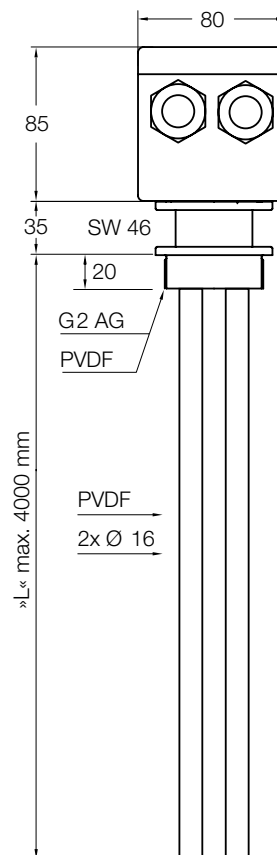 80
85
35
SW 46
20
G2 AG
PVDF
»L« max. 4000 mm
PVDF
2x Ø 16